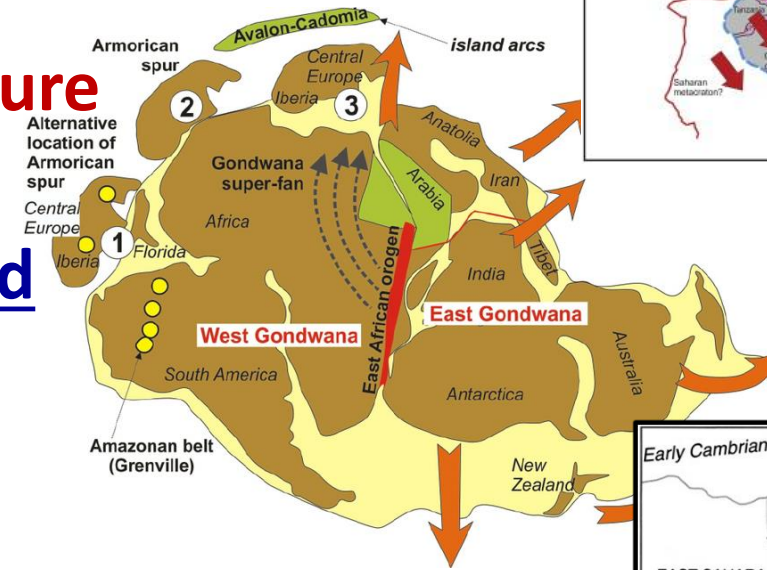 Avalon-Cadomia
island arcs
Armorican
spur
Central
Europe
Iberia
3
2
ure
Alternative
location of
Armorican
spur
Central
Europe
Iberia
1
Florida
d
Gondwana
super-fan
Africa
Anatolia
Iran
Arabia
Tibet
India
East African orogen
West Gondwana
East Gondwana
South America
Antarctica
Australia
Amazonan belt
(Grenville)
New
Zealand
Tanzania
Saharan
metacraton?
Early Cambrian